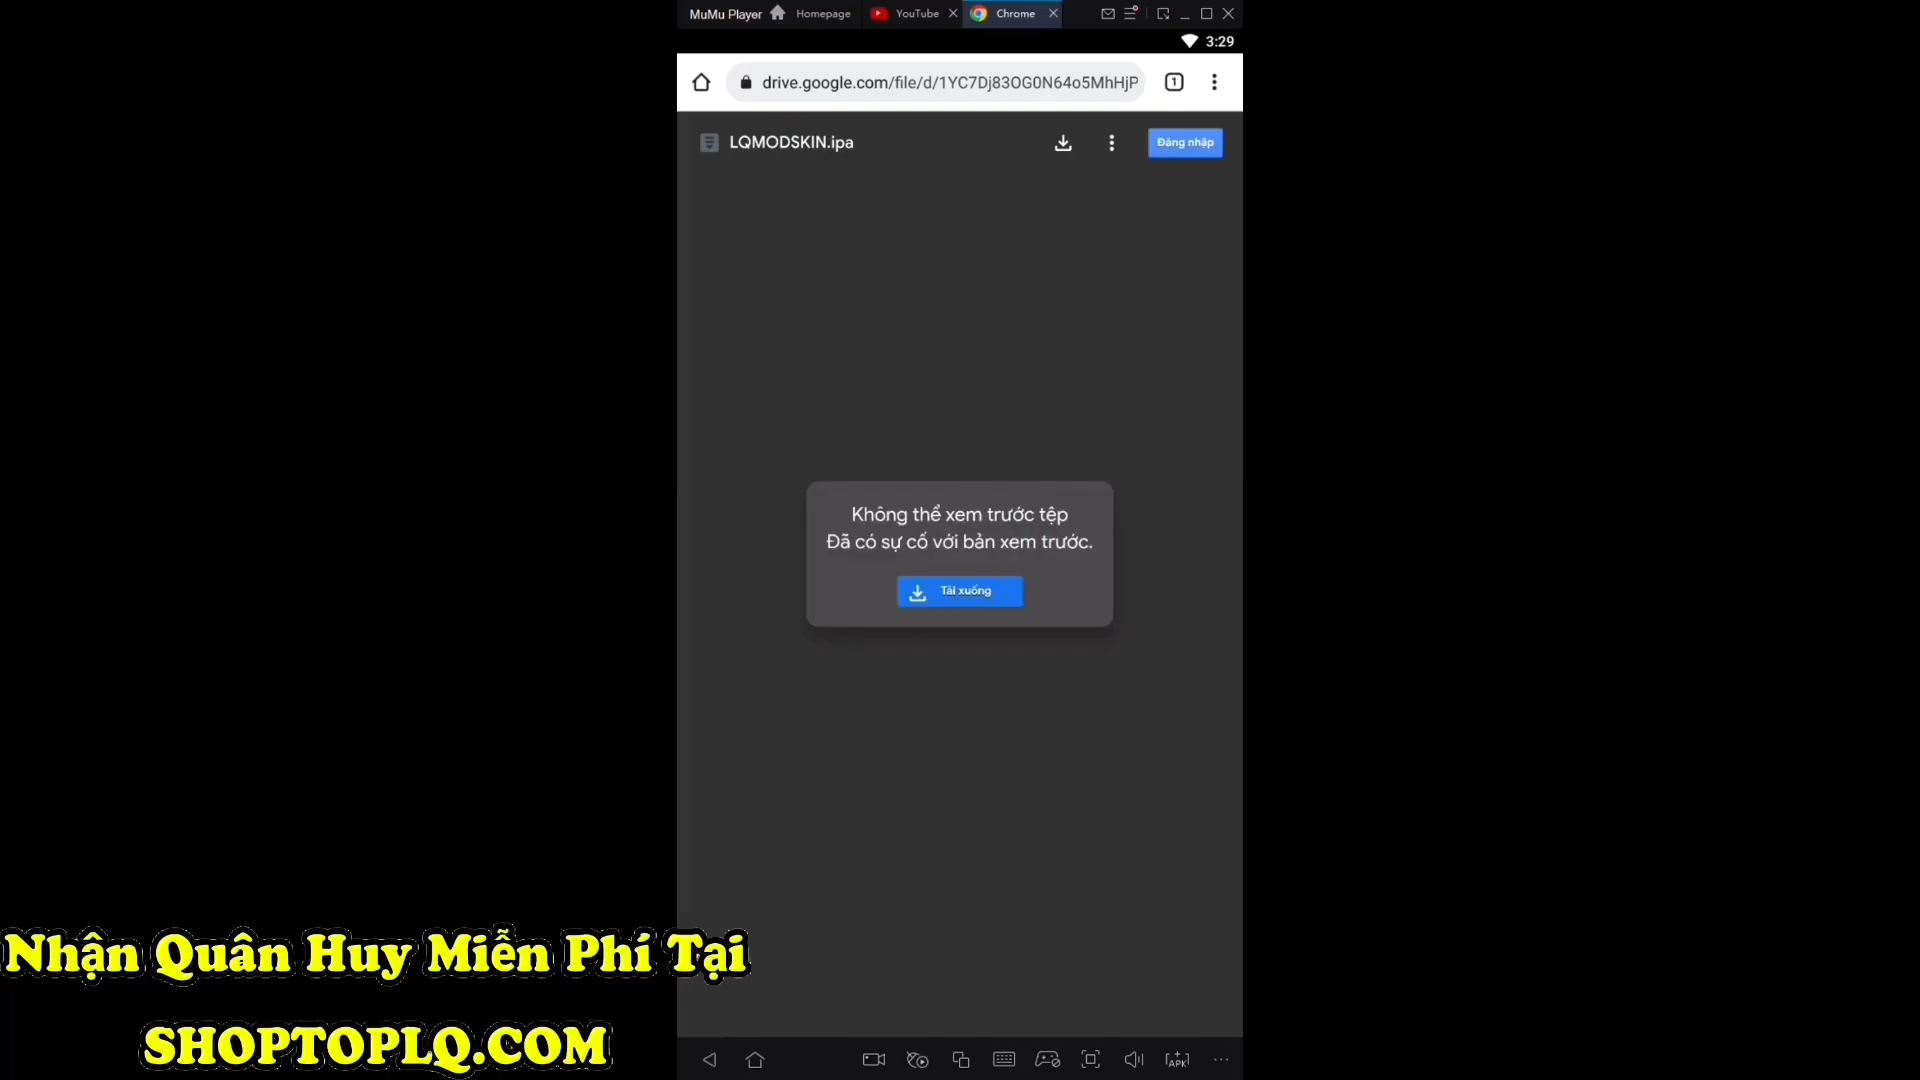 MuMu Player
Homepage
YouTube
Chrome
3:29
drive.google.com/file/d/1YC7Dj83OG0N64o5MhHjP
1
LQMODSKIN.ipa
Đăng nhập
Không thể xem trước tệp
Đã có sự cố với bản xem trước.
Tải xuống
Nhận Quân Huy Miễn Phí Tại
SHOPTOPLQ.COM
APK